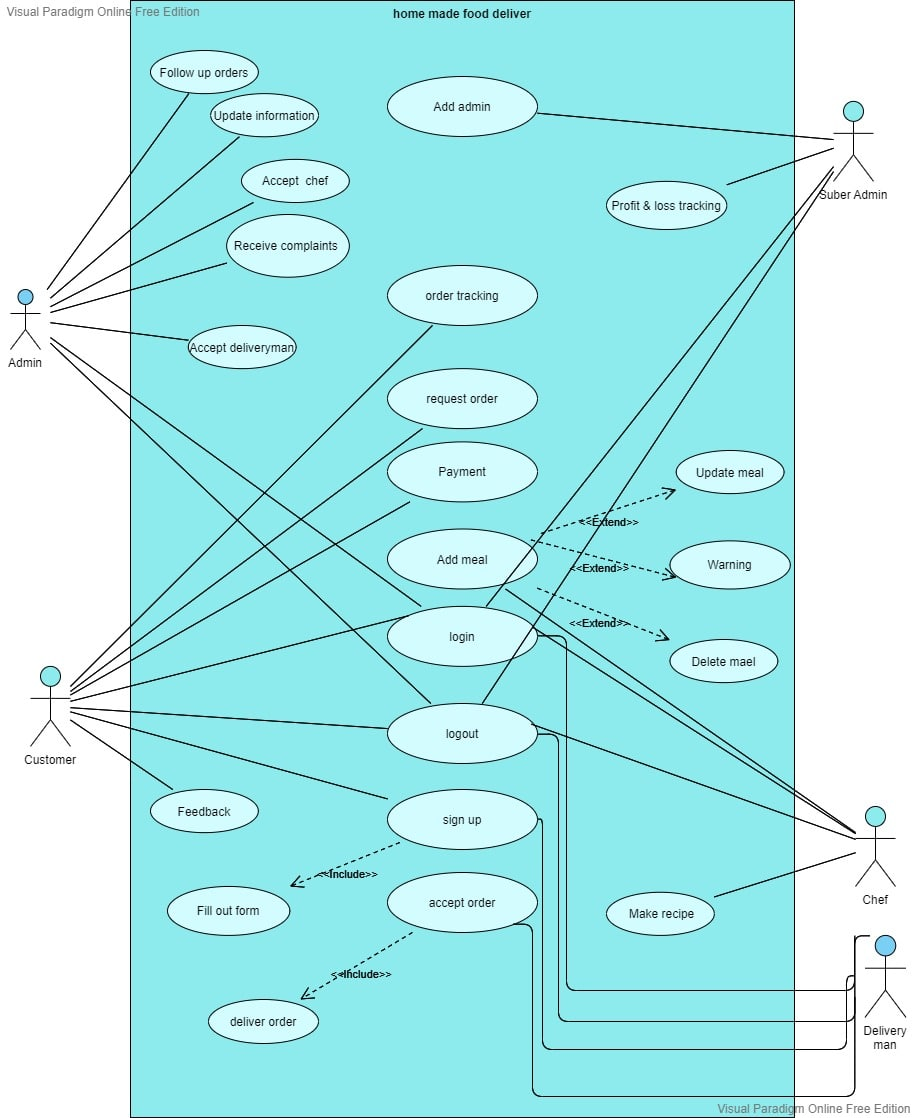 Visual Paradigm Online Free Edition
home made food deliver
Follow up orders
Add admin
Update information
Accept chef
Suber Admin
Profit & loss tracking
Receive complaints
order tracking
Accept deliveryman
Admin
request order
Payment
Update meal
<<Extend>>
Add meal
Warning
<<Extend>>
<<Extend>>
login
Delete mael
logout
Customer
Feedback
sign up
<<Include>>
Chef
accept order
Fill out form
Make recipe
<<Include>>
deliver order
Delivery
man
Visual Paradigm Online Free Edition